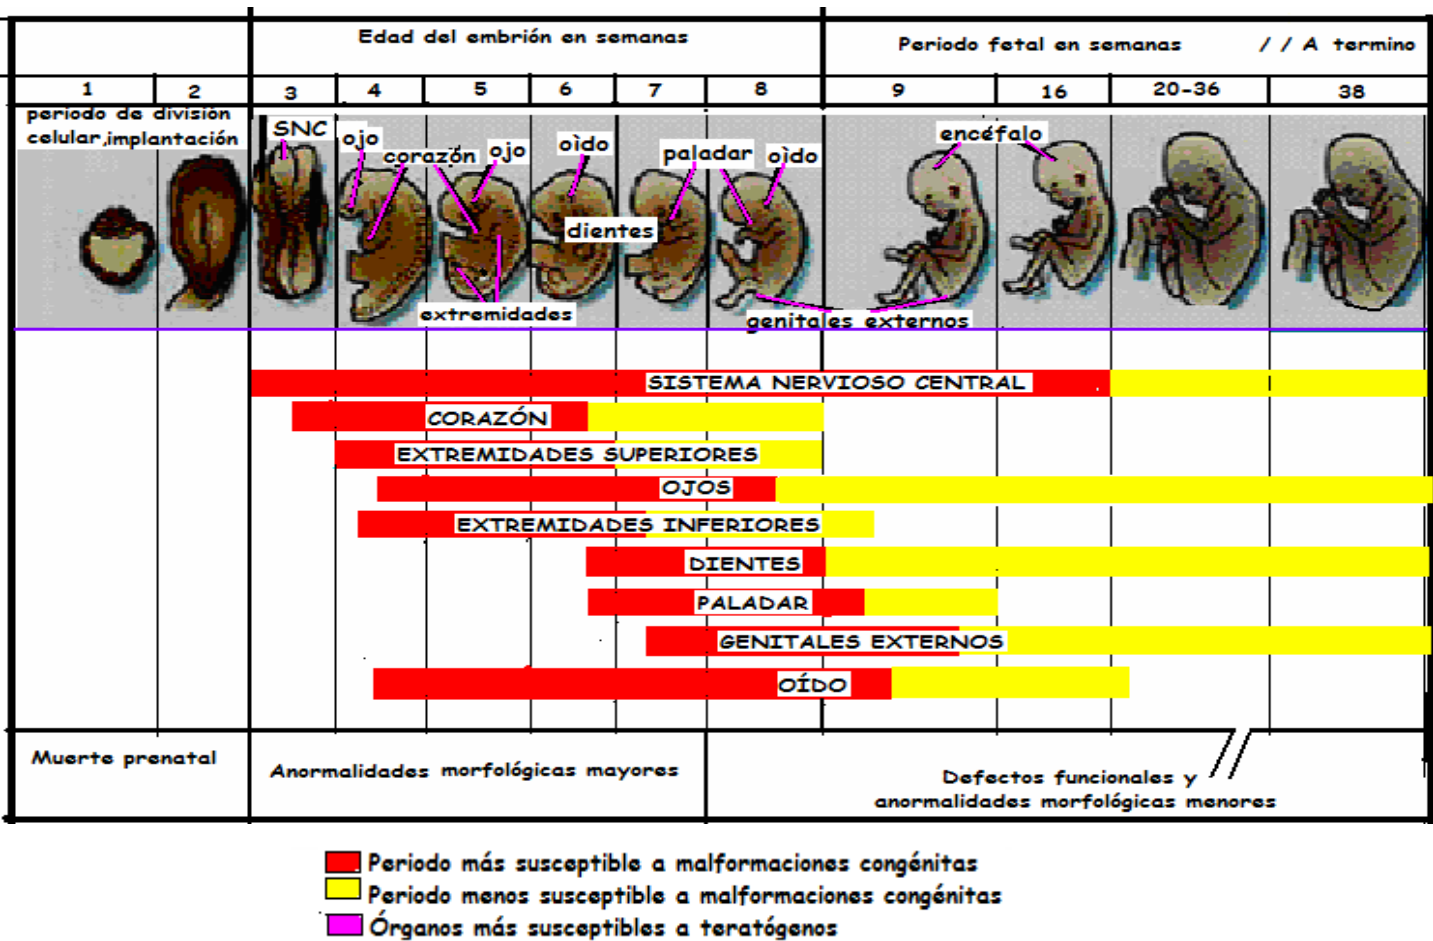 Edad del embrión en semanas
Periodo fetal en semanas / / A termino
1 2 3 4 5 6 7 8 9 16 20-36 38
periodo de división
celular,implantación
SNC
ojo
corazón
ojo
oìdo
paladar
oìdo
encéfalo
dientes
extremidades
genitales externos
SISTEMA NERVIOSO CENTRAL
CORAZÓN
EXTREMIDADES SUPERIORES
OJOS
EXTREMIDADES INFERIORES
DIENTES
PALADAR
GENITALES EXTERNOS
OÍDO
Muerte prenatal
Anormalidades morfológicas mayores
Defectos funcionales y
anormalidades morfológicas menores
Periodo más susceptible a malformaciones congénitas
Periodo menos susceptible a malformaciones congénitas
Órganos más susceptibles a teratógenos